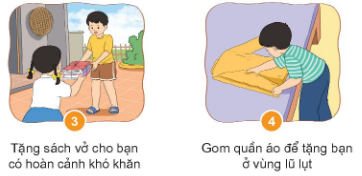 3
Tặng sách vở cho bạn
có hoàn cảnh khó khăn
4
Gom quần áo để tặng bạn
ở vùng lũ lụt